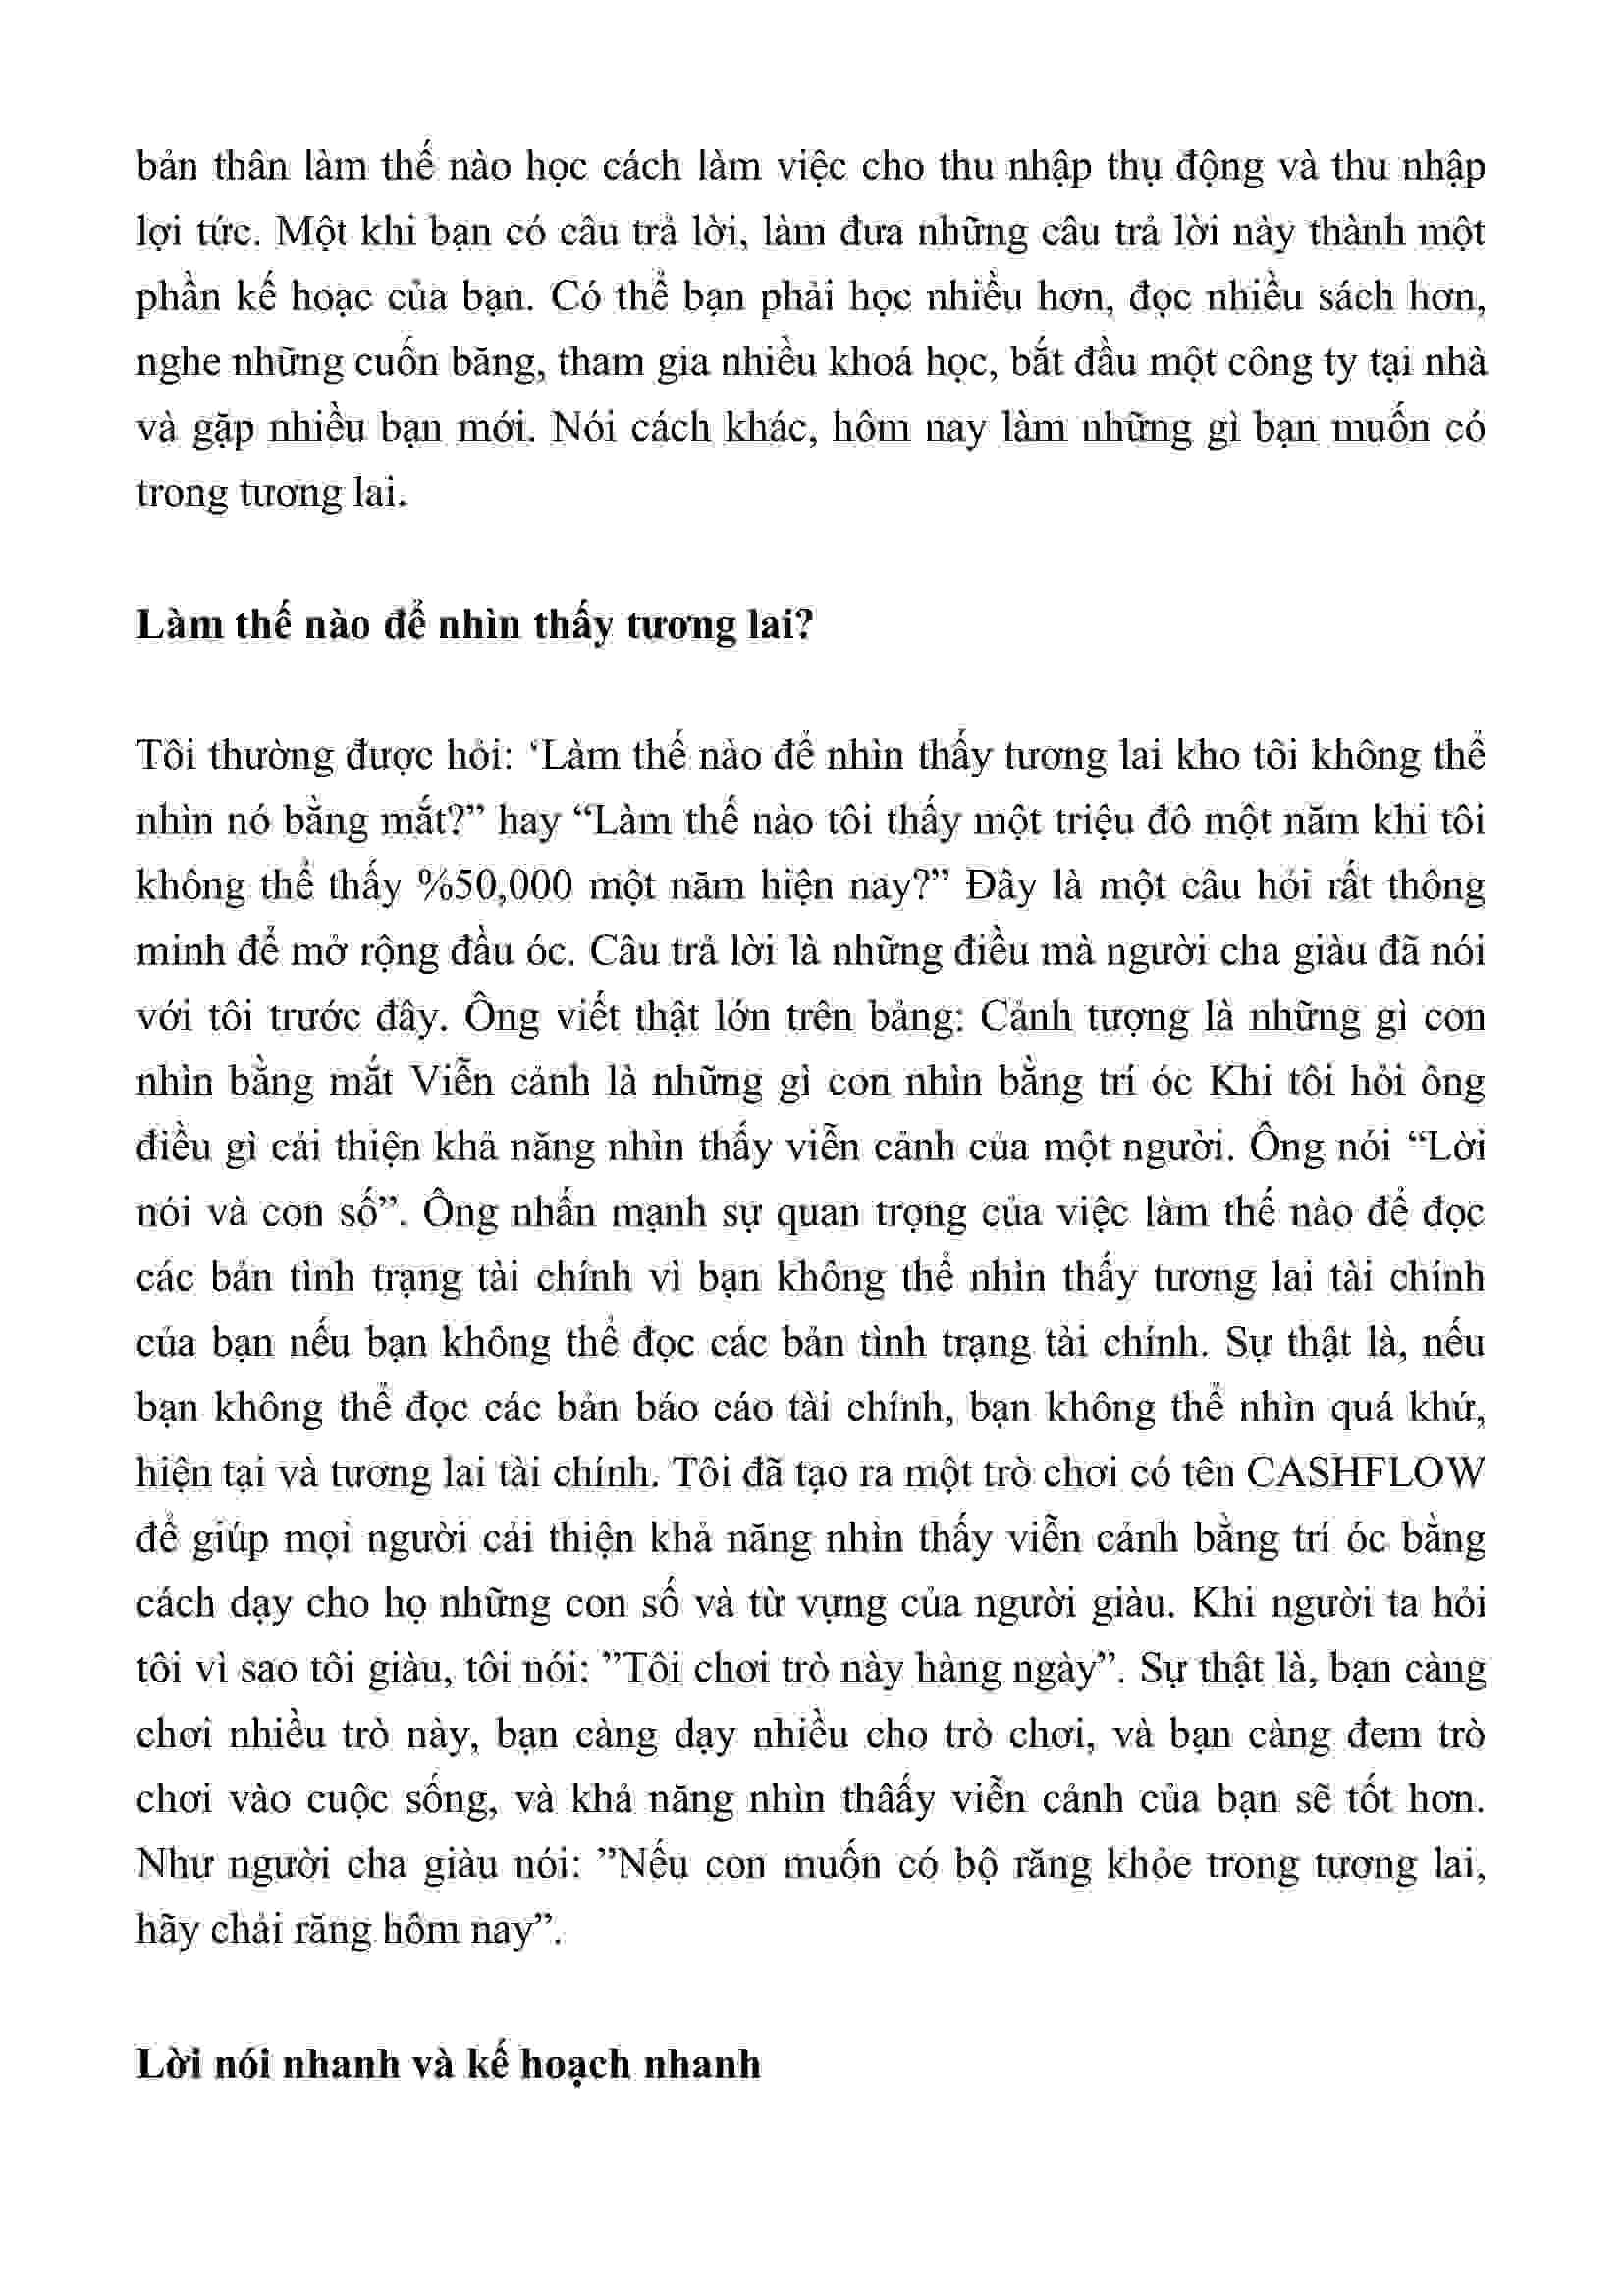 bản thân làm thế nào học cách làm việc cho thu nhập thụ động và thu nhập
lợi tức. Một khi bạn có câu trả lời, làm đưa những câu trả lời này thành một
phần kế hoạc của bạn. Có thể bạn phải học nhiều hơn, đọc nhiều sách hơn,
nghe những cuốn băng, tham gia nhiều khoá học, bắt đầu một công ty tại nhà
và gặp nhiều bạn mới. Nói cách khác, hôm nay làm những gì bạn muốn có
trong tương lai.
Làm thế nào để nhìn thấy tương lai?
Tôi thường được hỏi: ‘Làm thế nào để nhìn thấy tương lai kho tôi không thể
nhìn nó bằng mắt?” hay “Làm thế nào tôi thấy một triệu đô một năm khi tôi
không thể thấy %50,000 một năm hiện nay?” Đây là một câu hỏi rất thông
minh để mở rộng đầu óc. Câu trả lời là những điều mà người cha giàu đã nói
với tôi trước đây. Ông viết thật lớn trên bảng: Cảnh tượng là những gì con
nhìn bằng mắt Viễn cảnh là những gì con nhìn bằng trí óc Khi tôi hỏi ông
điều gì cải thiện khả năng nhìn thấy viễn cảnh của một người. Ông nói “Lời
nói và con số”. Ông nhấn mạnh sự quan trọng của việc làm thế nào để đọc
các bản tình trạng tài chính vì bạn không thể nhìn thấy tương lai tài chính
của bạn nếu bạn không thể đọc các bản tình trạng tài chính. Sự thật là, nếu
bạn không thể đọc các bản báo cáo tài chính, bạn không thể nhìn quá khứ,
hiện tại và tương lai tài chính. Tôi đã tạo ra một trò chơi có tên CASHFLOW
để giúp mọi người cải thiện khả năng nhìn thấy viễn cảnh bằng trí óc bằng
cách dạy cho họ những con số và từ vựng của người giàu. Khi người ta hỏi
tôi vì sao tôi giàu, tôi nói: ”Tôi chơi trò này hàng ngày”. Sự thật là, bạn càng
chơi nhiều trò này, bạn càng dạy nhiều cho trò chơi, và bạn càng đem trò
chơi vào cuộc sống, và khả năng nhìn thâấy viễn cảnh của bạn sẽ tốt hơn.
Như người cha giàu nói: ”Nếu con muốn có bộ răng khỏe trong tương lai,
hãy chải răng hôm nay”.
Lời nói nhanh và kế hoạch nhanh